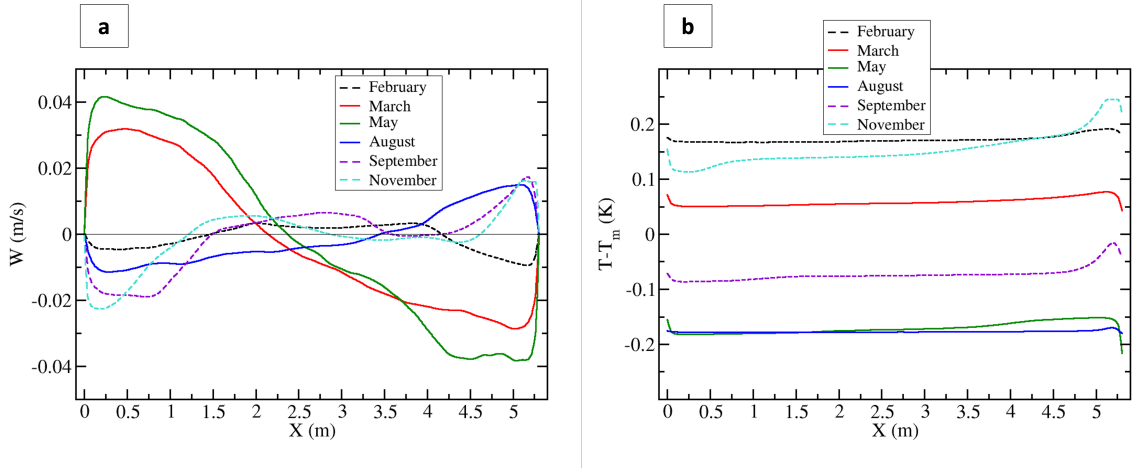 a
February
March
May
August
September
November
0.04
0.02
0
-0.02
-0.04
W (m/s)
0 0.5 1 1.5 2 2.5 3 3.5 4 4.5 5
X (m)
b
February
March
May
August
September
November
0.2
0.1
0
-0.1
-0.2
T-Tm (K)
0 0.5 1 1.5 2 2.5 3 3.5 4 4.5 5
X (m)